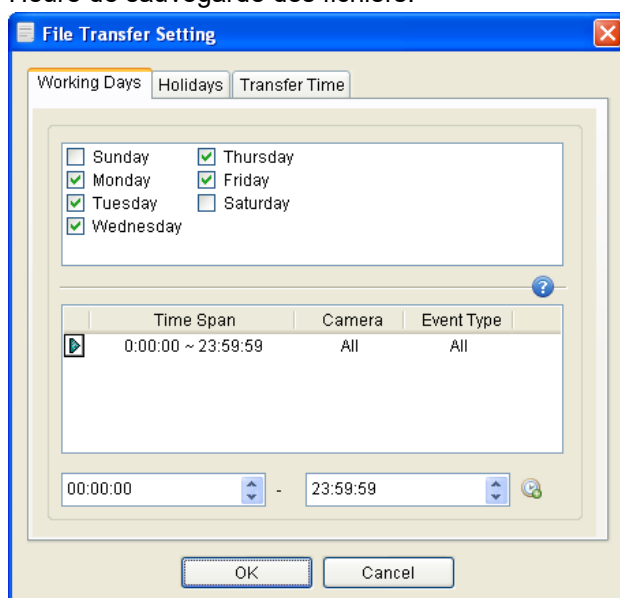 Heure de sauvegarde des fichiers.
File Transfer Setting
Working Days Holidays Transfer Time
Sunday Thursday
Monday Friday
Tuesday Saturday
Wednesday
?
Time Span Camera Event Type
0:00:00 ~ 23:59:59 All All
00:00:00 - 23:59:59
OK Cancel